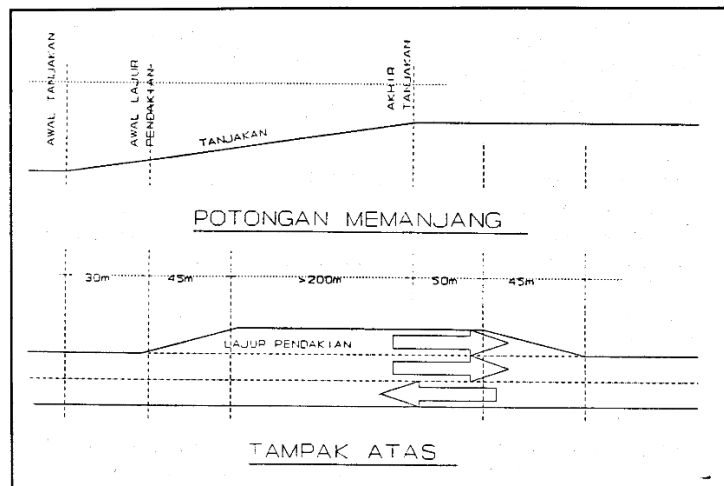 AWAL TANJAKAN
AWAL LAJUR
PENDAKIAN
AKHIR
TANJAKAN
TANJAKAN
POTONGAN MEMANJANG
30m
45m
>200m
50m
45m
LAJUR PENDAKIAN
TAMPAK ATAS